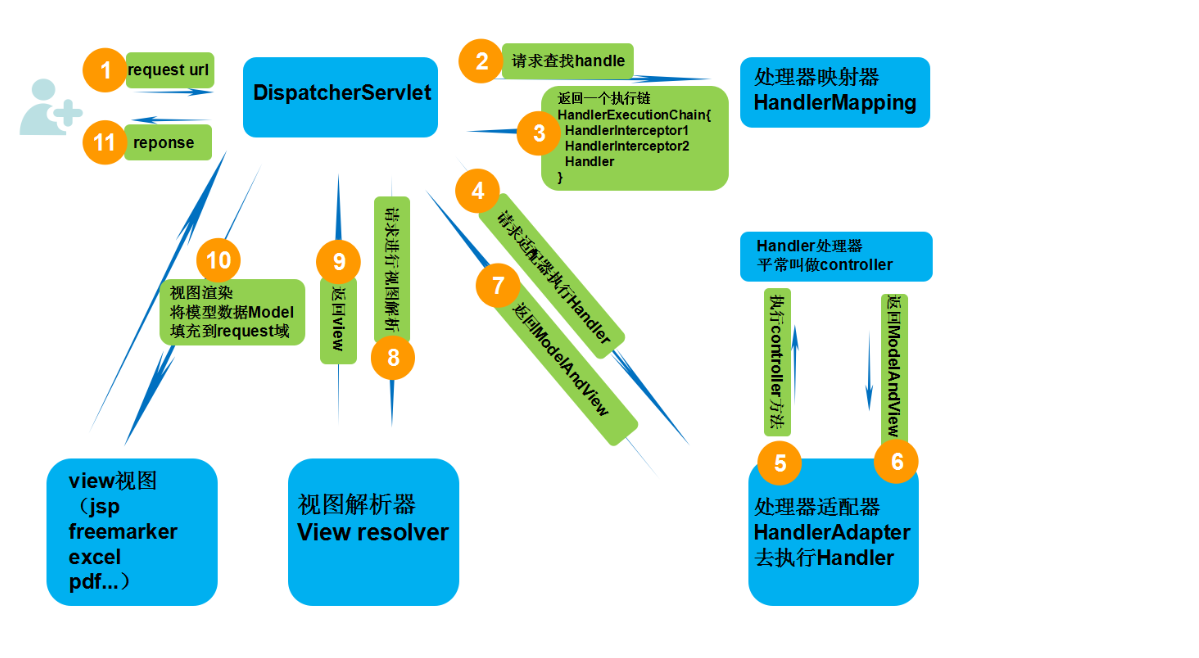 1
request url
DispatcherServlet
2
请求查找handle
处理器映射器
HandlerMapping
3
返回一个执行链
HandlerExecutionChain{
HandlerInterceptor1
HandlerInterceptor2
Handler
}
11
reponse
4
请求适配器执行Handler
7
返回ModelAndView
Handler处理器
平常叫做controller
10
视图渲染
将模型数据Model
填充到request域
9
返回view
请求进行视图解析
8
执行controller方法
5
返回ModelAndView
6
view视图
（jsp
freemarker
excel
pdf...）
视图解析器
View resolver
处理器适配器
HandlerAdapter
去执行Handler